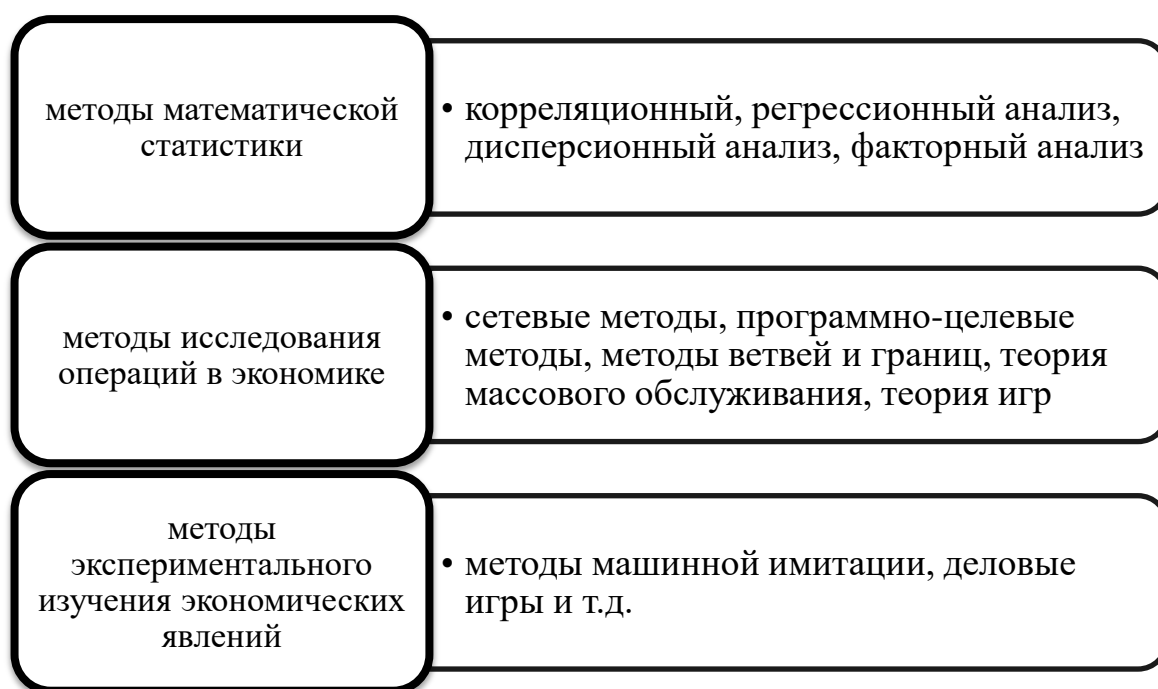 методы математической
статистики
• корреляционный, регрессионный анализ,
дисперсионный анализ, факторный анализ
методы исследования
операций в экономике
• сетевые методы, программно-целевые
методы, методы ветвей и границ, теория
массового обслуживания, теория игр
методы
экспериментального
изучения экономических
явлений
• методы машинной имитации, деловые
игры и т.д.